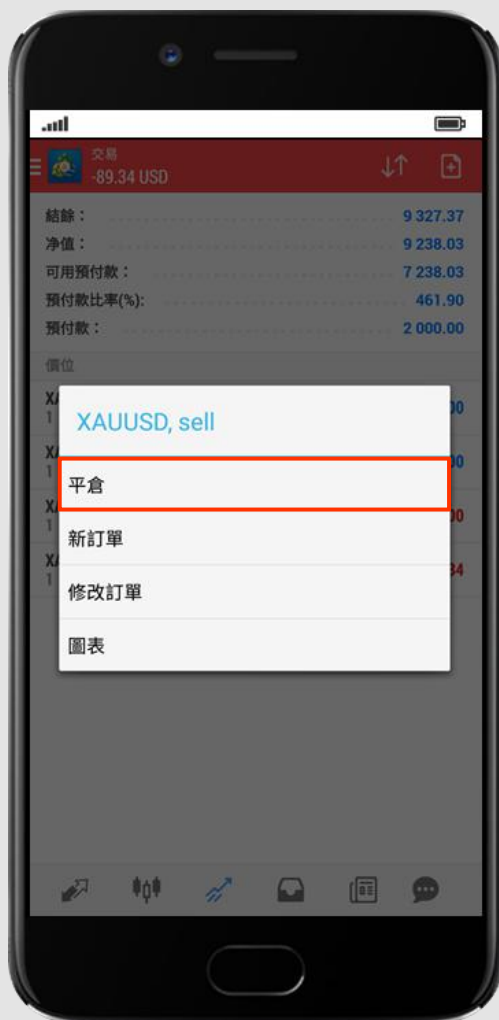 交易
-89.34 USD
結餘： 9 327.37
净值： 9 238.03
可用預付款： 7 238.03
預付款比率(%): 461.90
預付款： 2 000.00
價位
XAUUSD, sell
平倉
新訂單
修改訂單
圖表